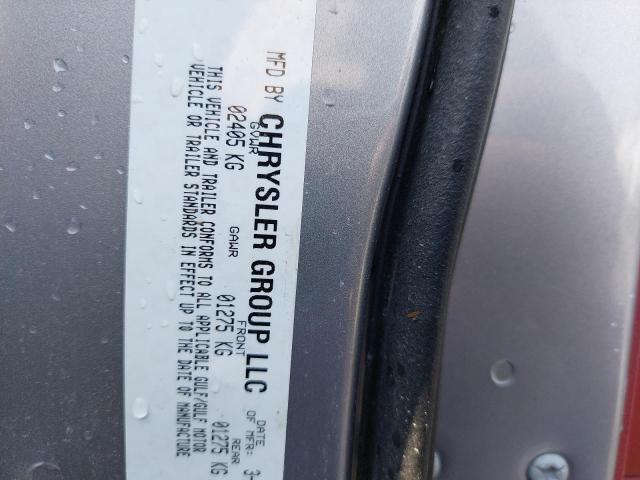 MFD BY CHRYSLER GROUP LLC
DATE OF MFR: 3-
GVWR 02405 KG
GAWR FRONT 01275 KG
REAR 01275 KG
THIS VEHICLE AND TRAILER CONFORMS TO ALL APPLICABLE GULF/GULF MOTOR
VEHICLE OR TRAILER STANDARDS IN EFFECT UP TO THE DATE OF MANUFACTURE